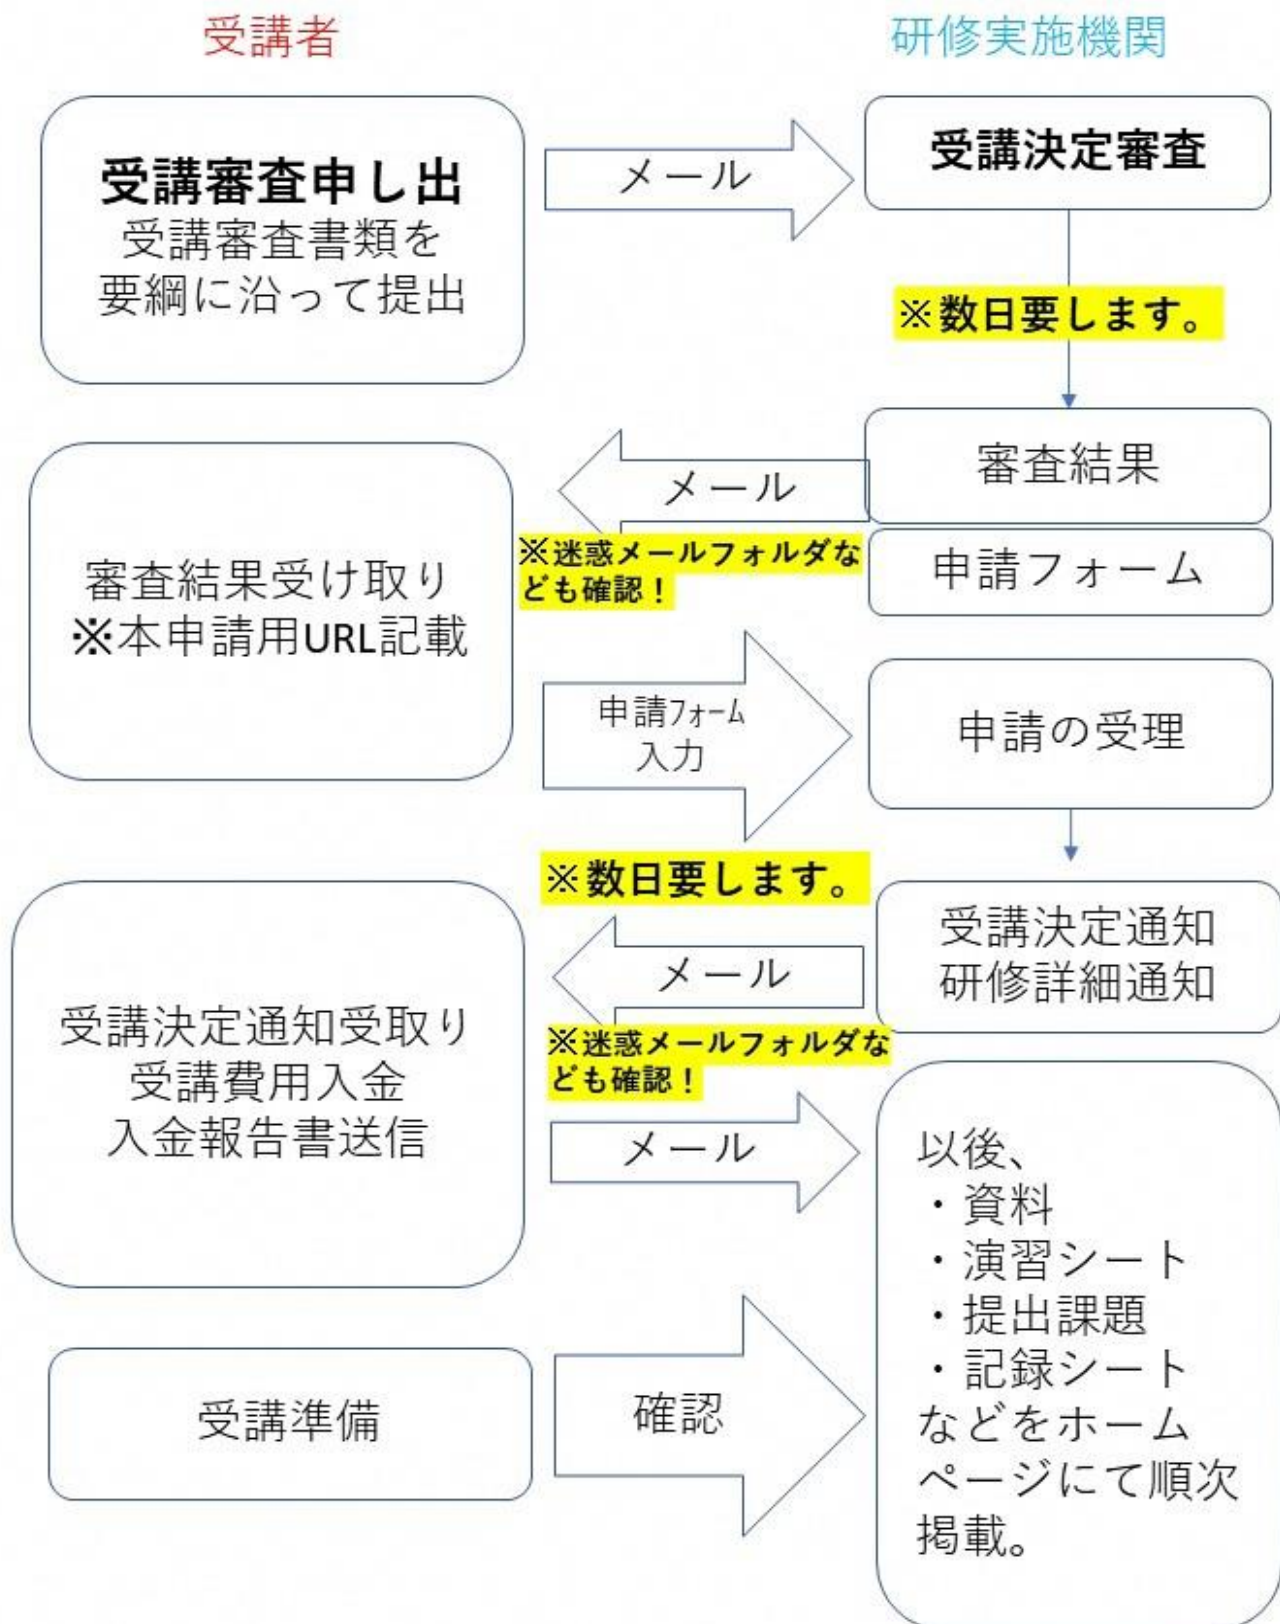 受講者
研修実施機関
受講審査申し出
受講審査書類を
要綱に沿って提出
メール
受講決定審査
※数日要します。
審査結果
メール
※迷惑メールフォルダな
ども確認！
申請フォーム
審査結果受け取り
※本申請用URL記載
申請フォーム
入力
申請の受理
※数日要します。
受講決定通知
研修詳細通知
メール
※迷惑メールフォルダな
ども確認！
受講決定通知受取り
受講費用入金
入金報告書送信
メール
以後、
・資料
・演習シート
・提出課題
・記録シート
などをホーム
ページにて順次
掲載。
受講準備
確認